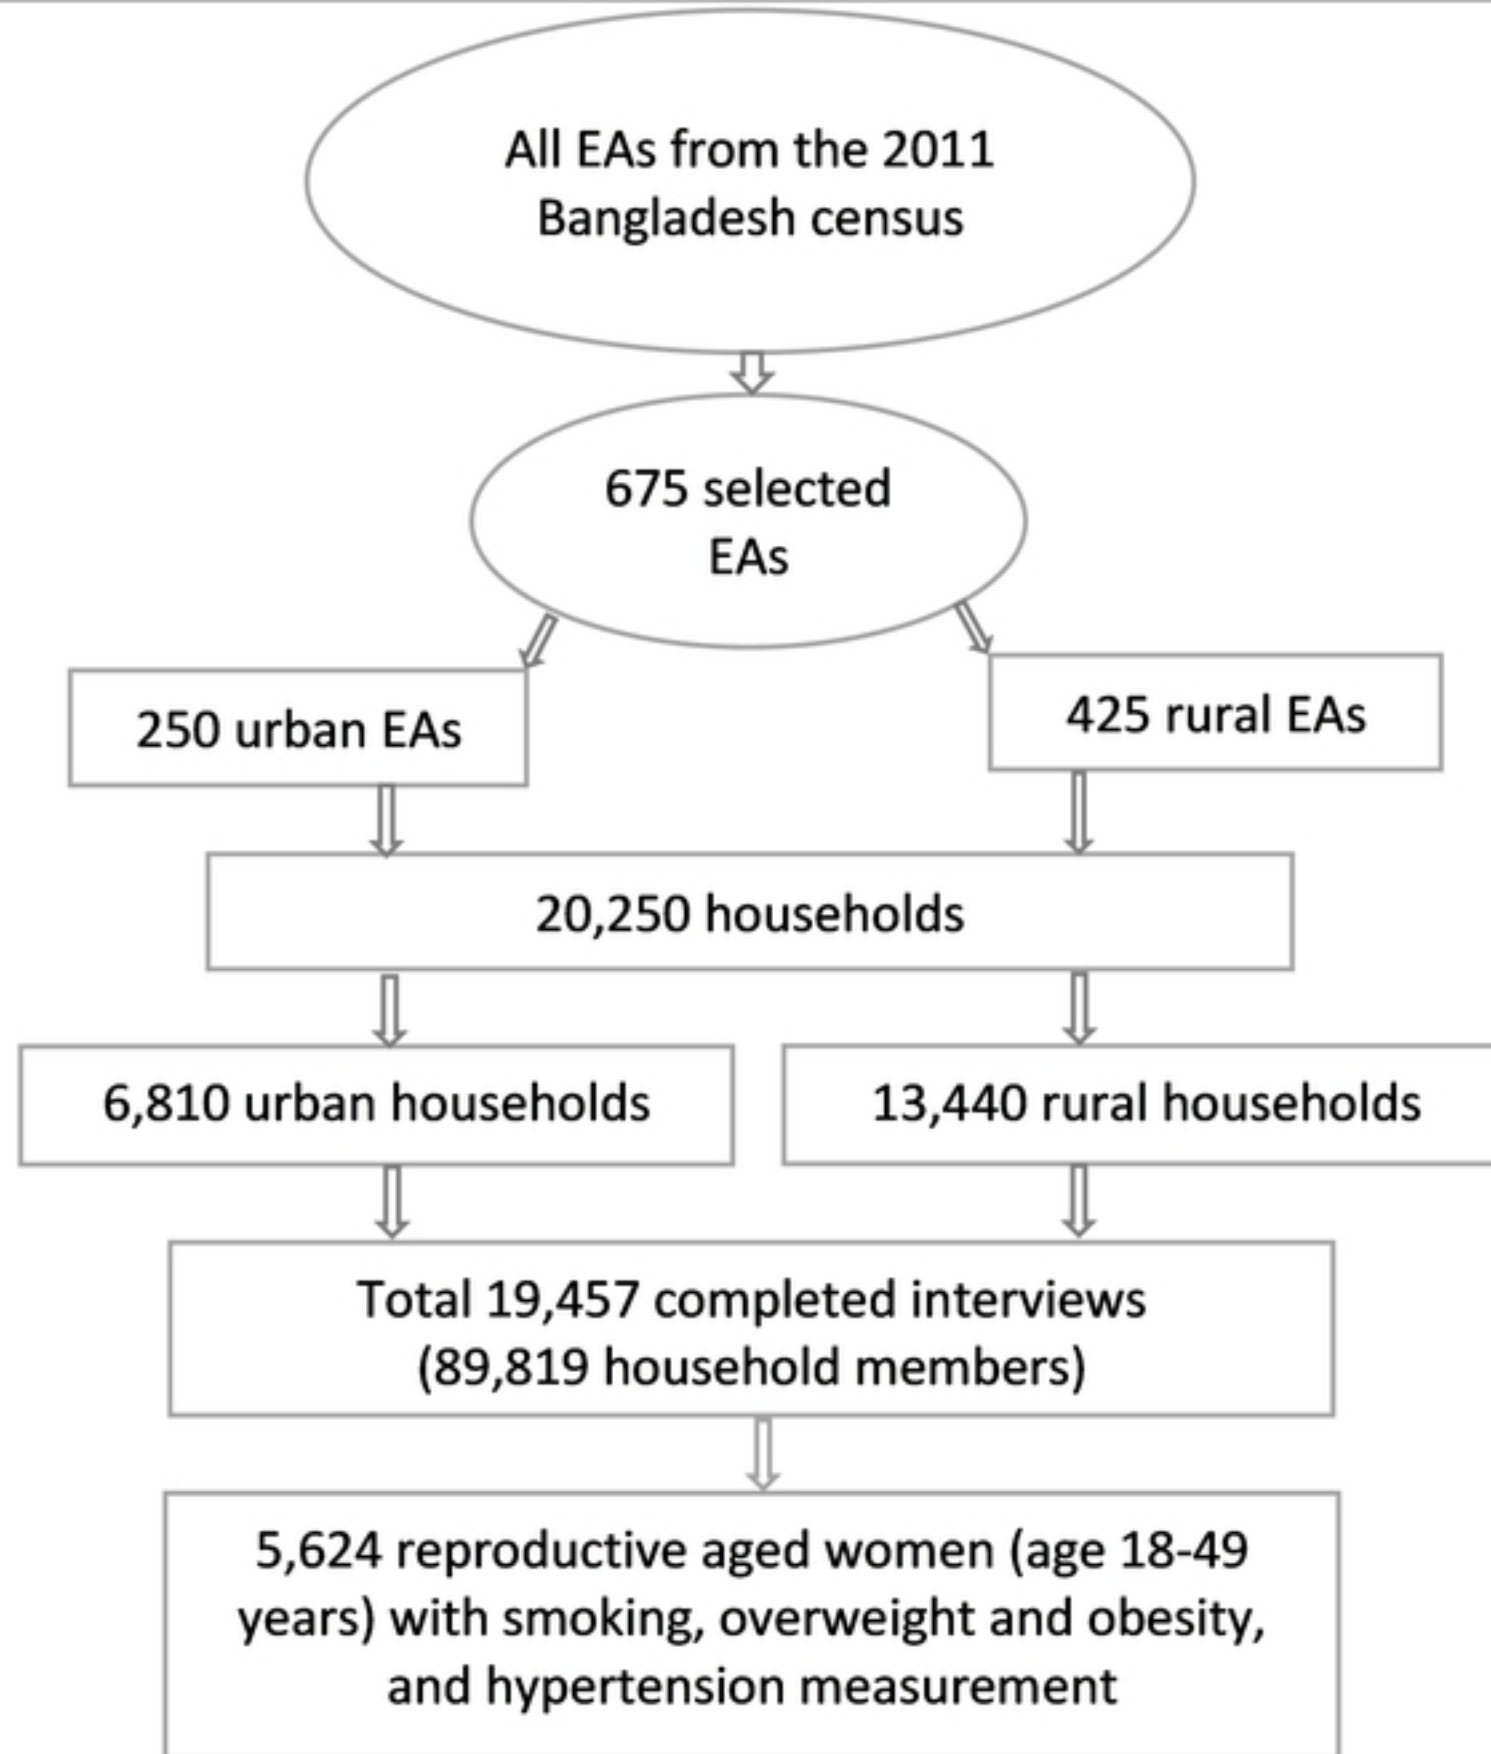 All EAs from the 2011
Bangladesh census
675 selected
EAs
250 urban EAs
425 rural EAs
20,250 households
6,810 urban households
13,440 rural households
Total 19,457 completed interviews
(89,819 household members)
5,624 reproductive aged women (age 18-49
years) with smoking, overweight and obesity,
and hypertension measurement